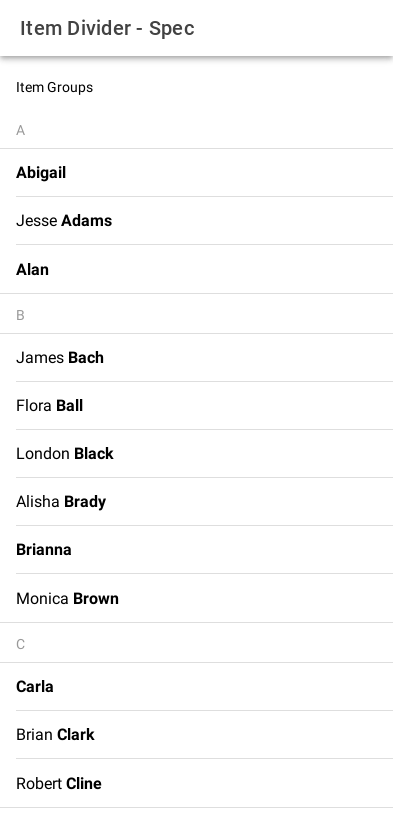 Item Divider - Spec
Item Groups
A
Abigail
Jesse Adams
Alan
B
James Bach
Flora Ball
London Black
Alisha Brady
Brianna
Monica Brown
C
Carla
Brian Clark
Robert Cline